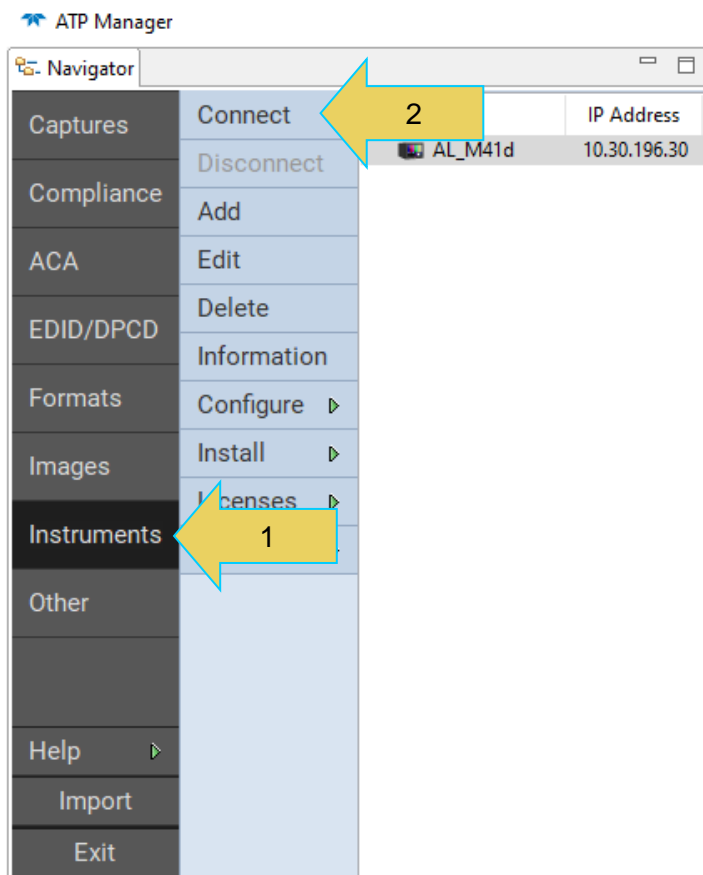 ATP Manager
Navigator
Captures
Compliance
ACA
EDID/DPCD
Formats
Images
Instruments
Other
Help
Import
Exit
Connect
Disconnect
Add
Edit
Delete
Information
Configure
Install
Licenses
2
1
IP Address
AL_M41d
10.30.196.30